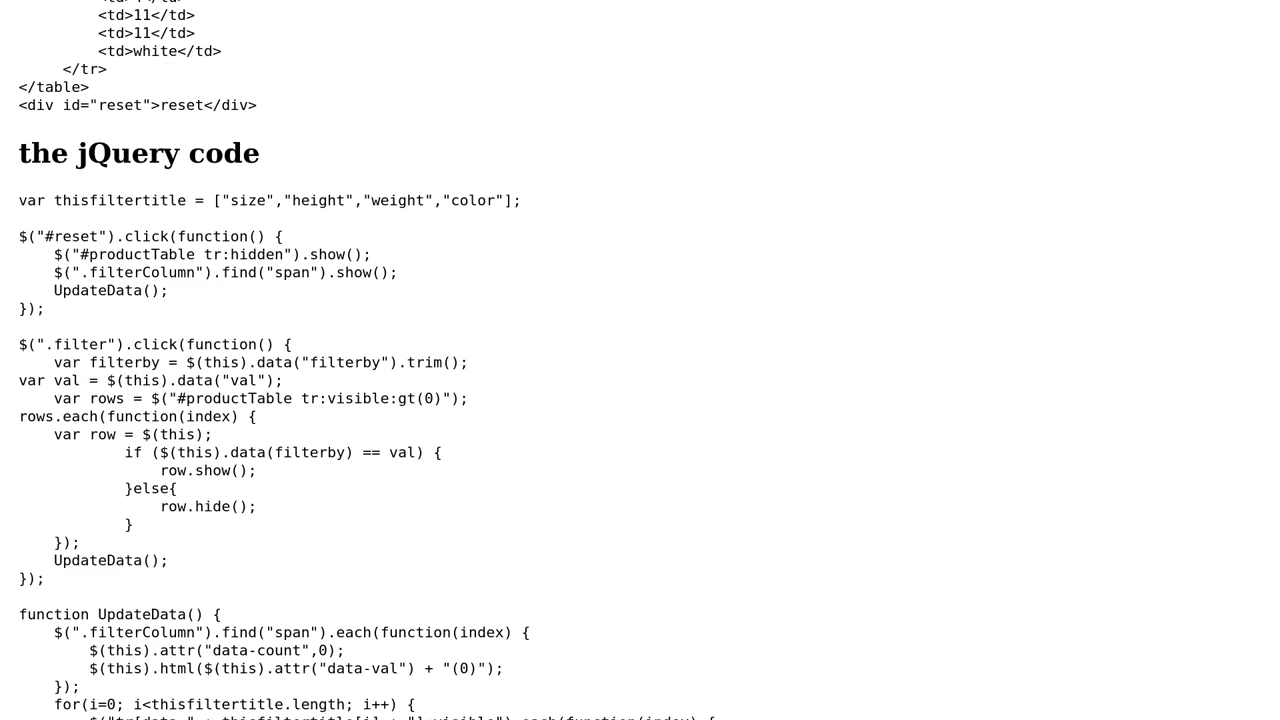 <td>11</td>
<td>11</td>
<td>white</td>
</tr>
</table>
<div id="reset">reset</div>
the jQuery code
var thisfiltertitle = ["size","height","weight","color"];
$("#reset").click(function() {
$("#productTable tr:hidden").show();
$(".filterColumn").find("span").show();
UpdateData();
});
$(".filter").click(function() {
var filterby = $(this).data("filterby").trim();
var val = $(this).data("val");
var rows = $("#productTable tr:visible:gt(0)");
rows.each(function(index) {
var row = $(this);
if ($(this).data(filterby) == val) {
row.show();
}else{
row.hide();
}
});
UpdateData();
});
function UpdateData() {
$(".filterColumn").find("span").each(function(index) {
$(this).attr("data-count",0);
$(this).html($(this).attr("data-val") + "(0)");
});
for(i=0; i<thisfiltertitle.length; i++) {